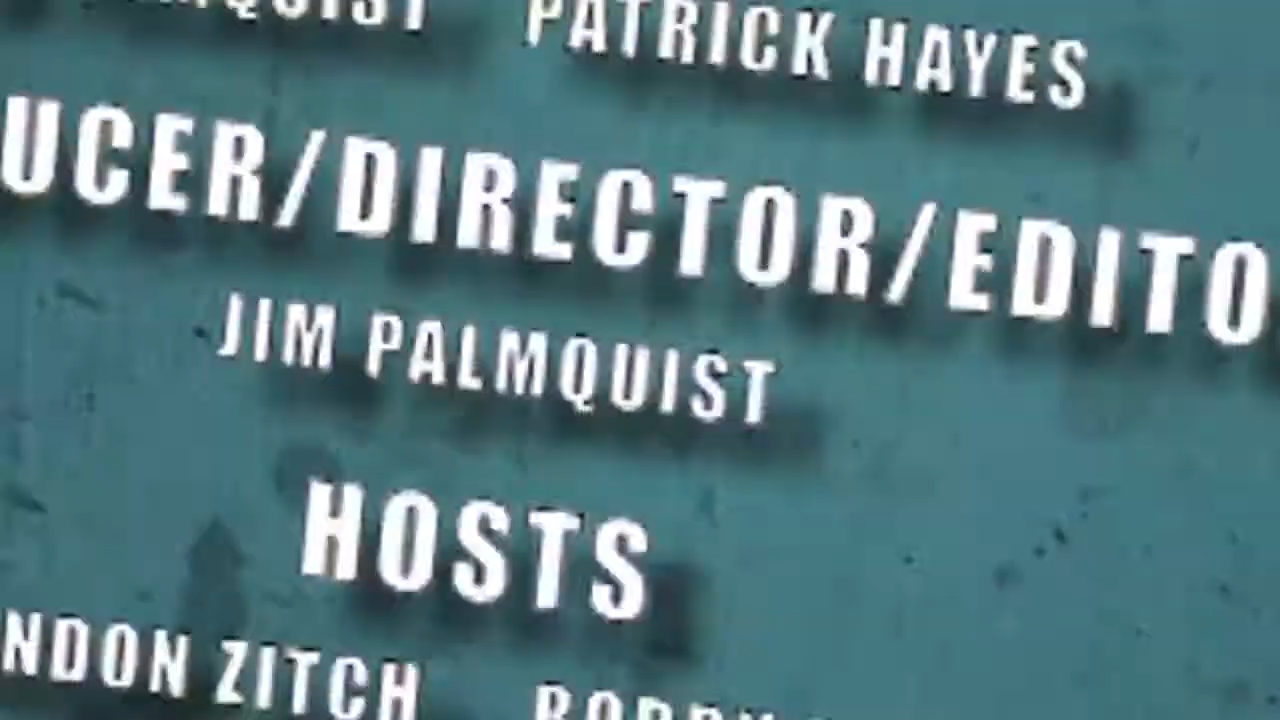 PATRICK HAYES
UCER/DIRECTOR/EDITO
JIM PALMQUIST
HOSTS
NDON ZITCH